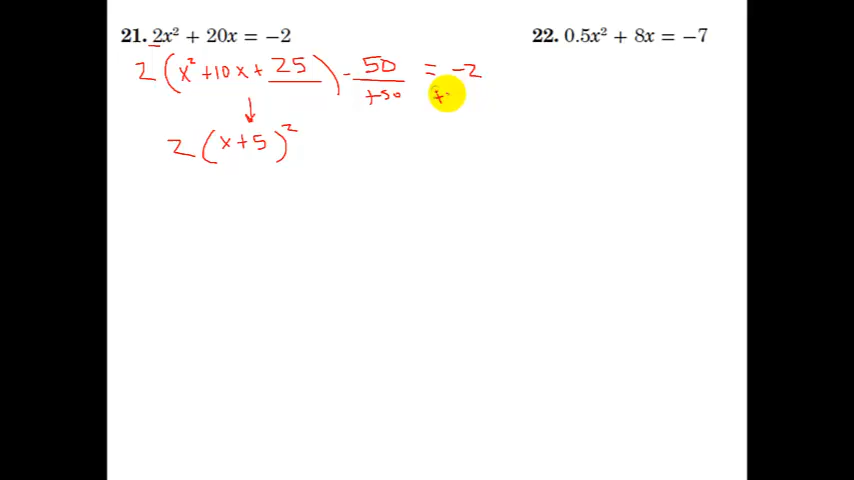 21. 2x² + 20x = −2
22. 0.5x² + 8x = −7
2 (x² +10x + 25) - 50 = -2
+50 +
2 (x+5)²